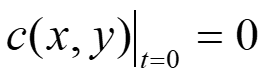 c(x, y)|_{t=0} = 0